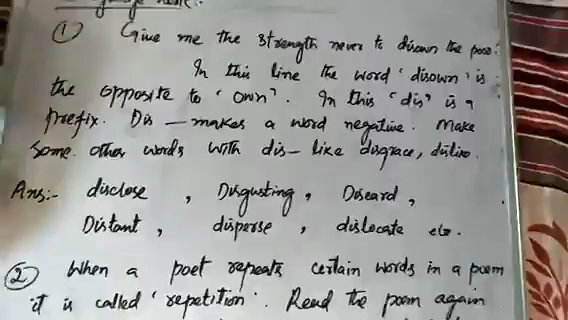 ① Give me the strength never to disown the poor:
In this line the word 'disown' is
the opposite to 'own'. In this 'dis' is a
prefix. Dis — makes a word negative. Make
some other words with dis— like disgrace, dislike.
Ans:- disclose , Disgusting , Discard ,
Distant , disperse , dislocate etc.
② When a poet repeats certain words in a poem
it is called 'repetition'. Read the poem again